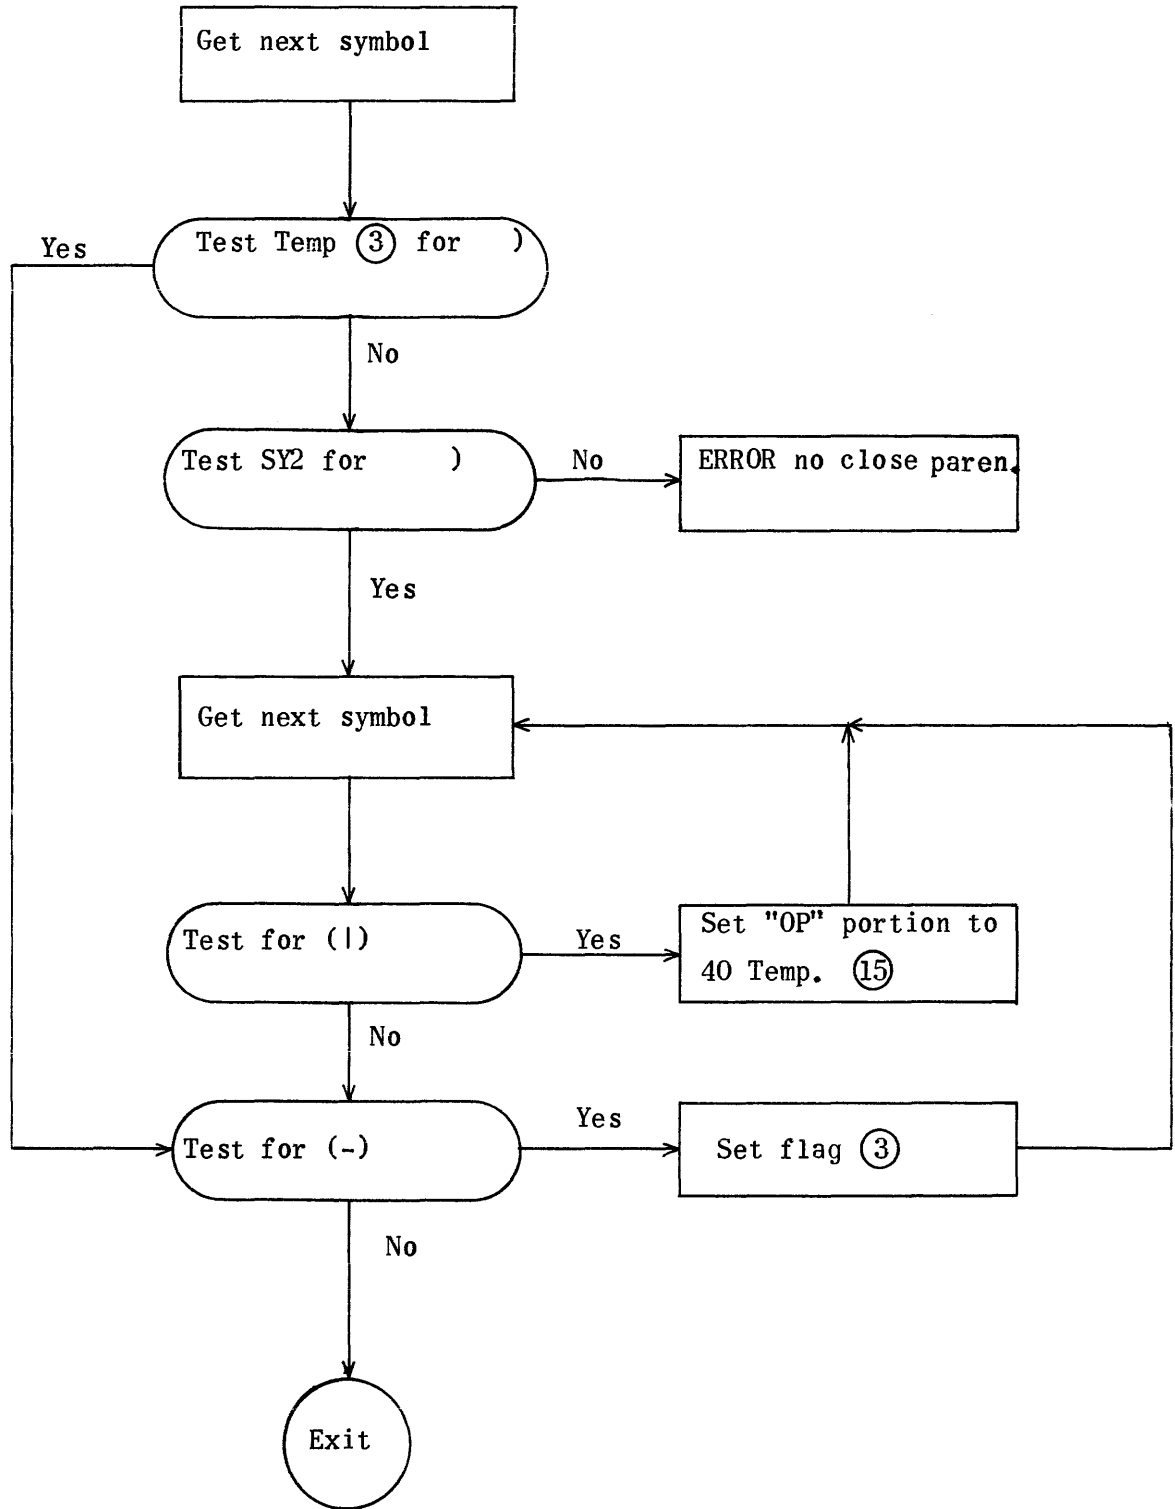 Get next symbol
Test Temp ③ for )
Yes
No
Test SY2 for )
No
ERROR no close paren.
Yes
Get next symbol
Test for (|)
Yes
Set "OP" portion to
40 Temp. ⑮
No
Test for (-)
Yes
Set flag ③
No
Exit